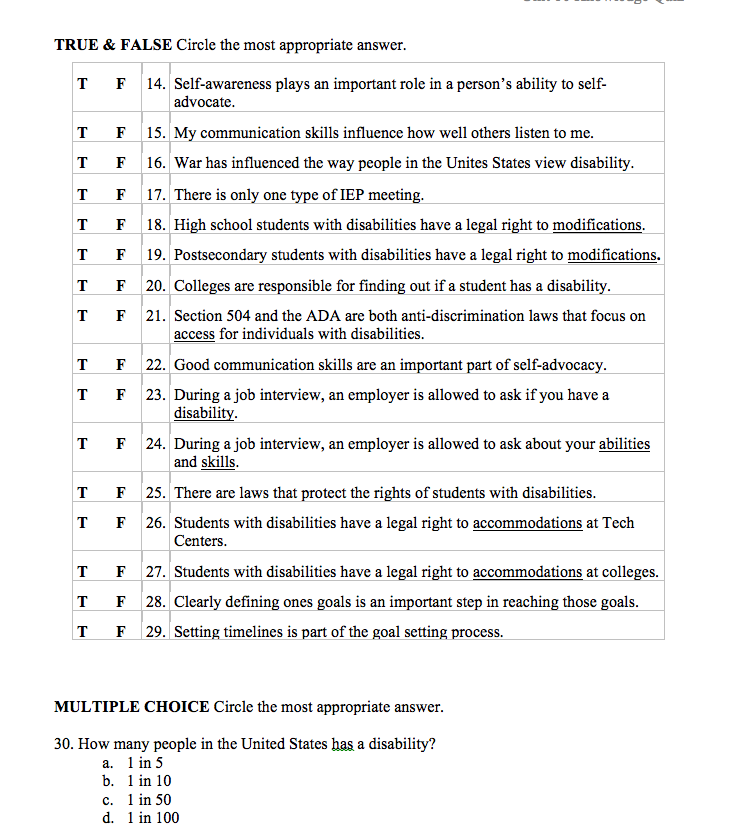 TRUE & FALSE Circle the most appropriate answer.
T F 14. Self-awareness plays an important role in a person's ability to self-
advocate.
T F 15. My communication skills influence how well others listen to me.
T F 16. War has influenced the way people in the Unites States view disability.
T F 17. There is only one type of IEP meeting.
T F 18. High school students with disabilities have a legal right to modifications.
T F 19. Postsecondary students with disabilities have a legal right to modifications.
T F 20. Colleges are responsible for finding out if a student has a disability.
T F 21. Section 504 and the ADA are both anti-discrimination laws that focus on
access for individuals with disabilities.
T F 22. Good communication skills are an important part of self-advocacy.
T F 23. During a job interview, an employer is allowed to ask if you have a
disability.
T F 24. During a job interview, an employer is allowed to ask about your abilities
and skills.
T F 25. There are laws that protect the rights of students with disabilities.
T F 26. Students with disabilities have a legal right to accommodations at Tech
Centers.
T F 27. Students with disabilities have a legal right to accommodations at colleges.
T F 28. Clearly defining ones goals is an important step in reaching those goals.
T F 29. Setting timelines is part of the goal setting process.
MULTIPLE CHOICE Circle the most appropriate answer.
30. How many people in the United States has a disability?
a. 1 in 5
b. 1 in 10
c. 1 in 50
d. 1 in 100